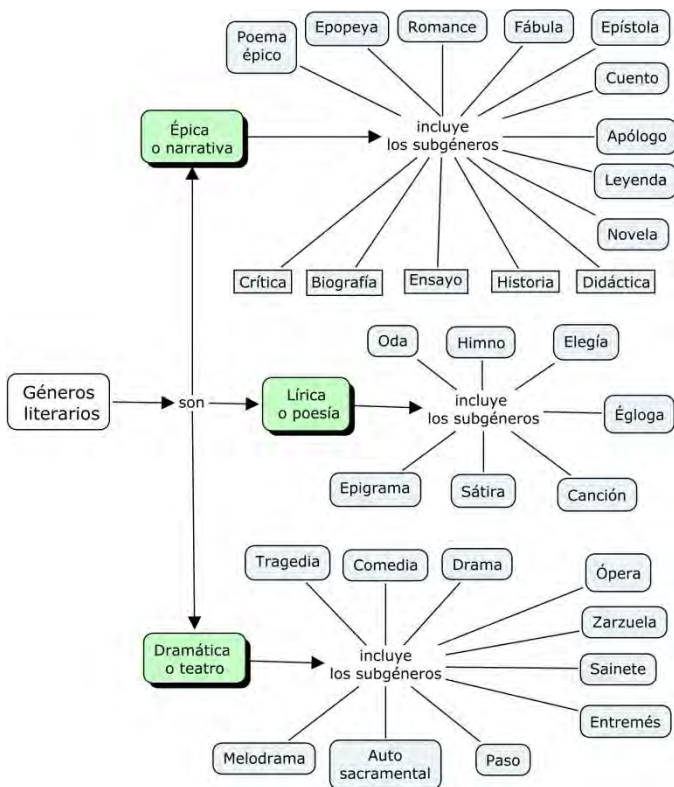 Poema
épico
Epopeya
Romance
Fábula
Epístola
Cuento
Épica
o narrativa
incluye
los subgéneros
Apólogo
Leyenda
Novela
Crítica
Biografía
Ensayo
Historia
Didáctica
Oda
Himno
Elegía
Géneros
literarios
son
Lírica
o poesía
incluye
los subgéneros
Égloga
Epigrama
Sátira
Canción
Tragedia
Comedia
Drama
Ópera
Zarzuela
Dramática
o teatro
incluye
los subgéneros
Sainete
Entremés
Melodrama
Auto
sacramental
Paso